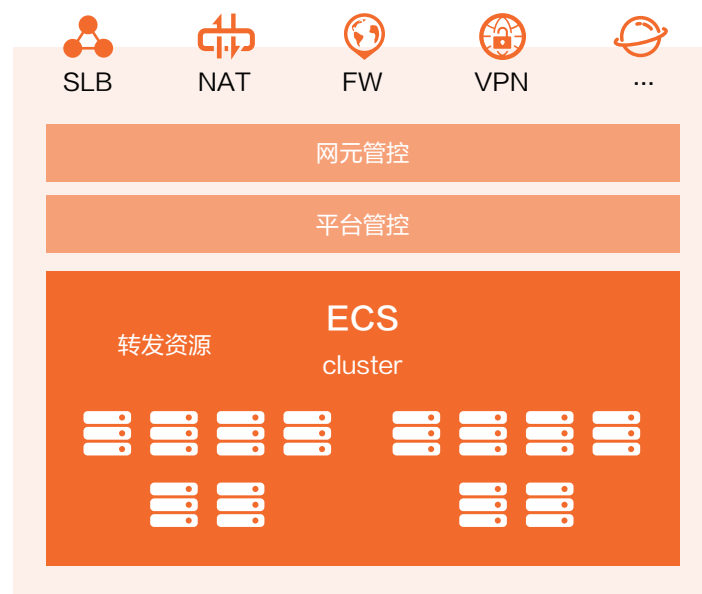 SLB NAT FW VPN ...
网元管控
平台管控
ECS
转发资源
cluster